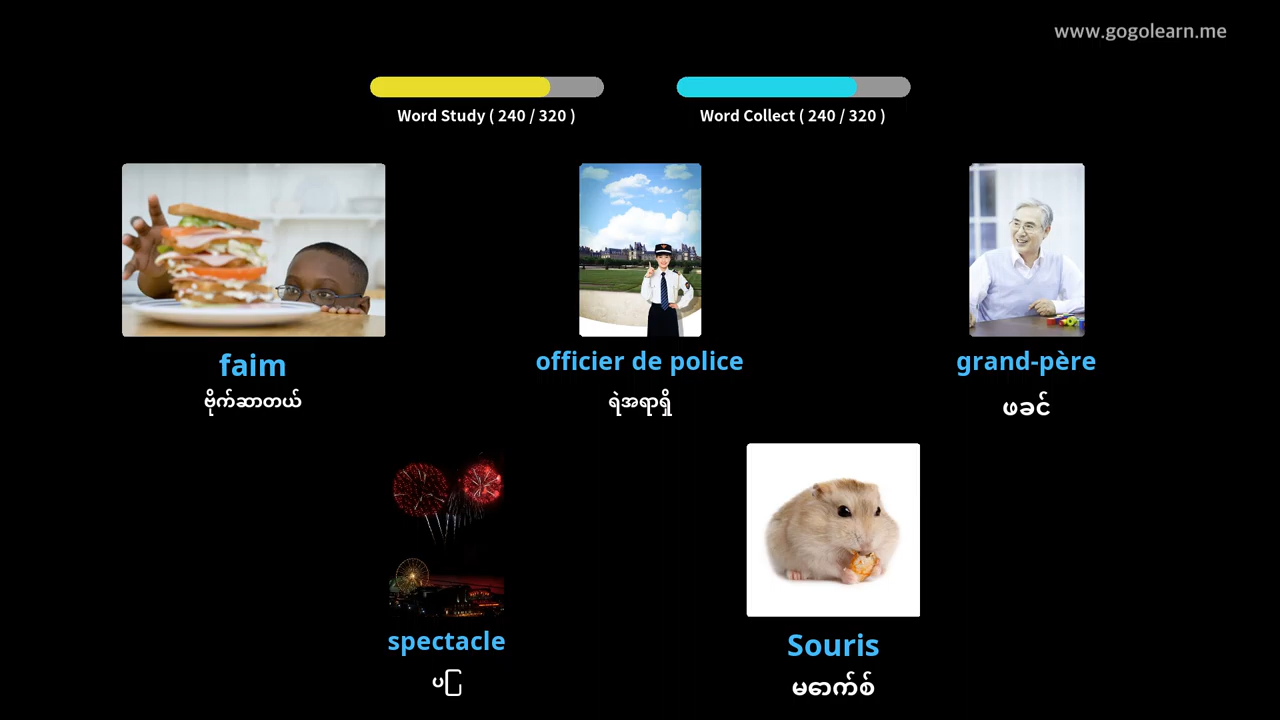 www.gogolearn.me
Word Study ( 240 / 320 )
Word Collect ( 240 / 320 )
faim
ဗိုက်ဆာတယ်
officier de police
ရဲအရာရှိ
grand-père
ဖခင်
spectacle
ပြ
Souris
မောက်စ်